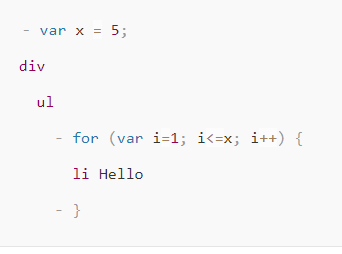 - var x = 5;
div
ul
- for (var i=1; i<=x; i++) {
li Hello
- }